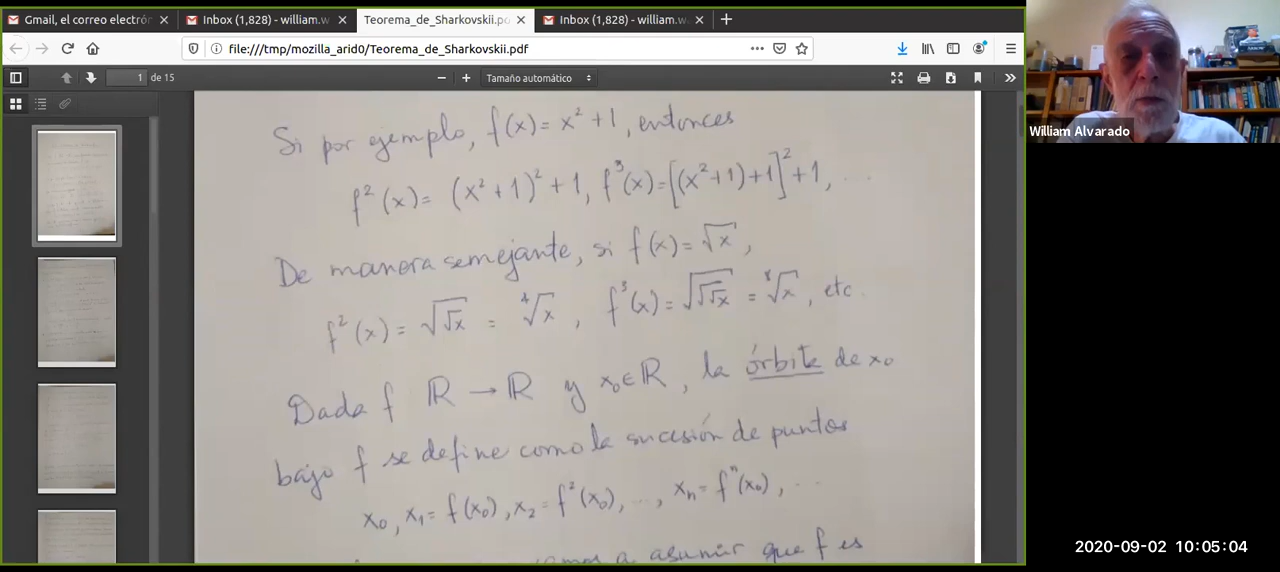 Gmail, el correo electrón
Inbox (1,828) - william.w
Teorema_de_Sharkovskii.p
Inbox (1,828) - william.w
file:///tmp/mozilla_arid0/Teorema_de_Sharkovskii.pdf
1 de 15
Tamaño automático
William Alvarado
Si por ejemplo, f(x) = x² + 1, entonces
f²(x) = (x² + 1)² + 1, f³(x) = [(x² + 1) + 1]² + 1, ...
De manera semejante, si f(x) = √x,
f²(x) = √√x = ⁴√x, f³(x) = √√√x = ⁸√x, etc.
Dada f ℝ → ℝ y x₀ ∈ ℝ, la órbita de x₀
bajo f se define como la sucesión de puntos
x₀, x₁ = f(x₀), x₂ = f²(x₀), ..., xₙ = fⁿ(x₀), ...
a asumir que f es
2020-09-02 10:05:04